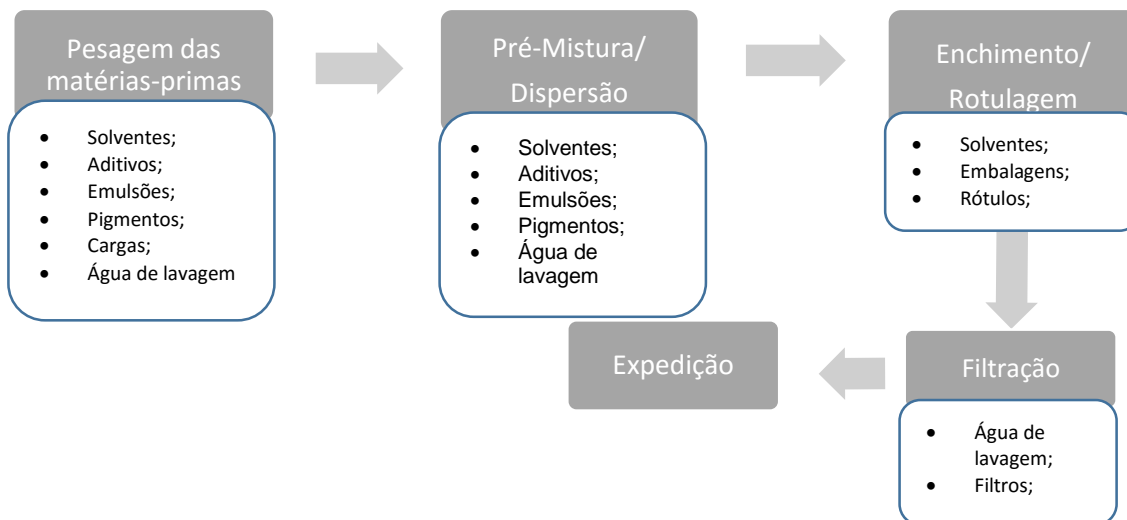 Pesagem das
matérias-primas
• Solventes;
• Aditivos;
• Emulsões;
• Pigmentos;
• Cargas;
• Água de lavagem
Pré-Mistura/
Dispersão
• Solventes;
• Aditivos;
• Emulsões;
• Pigmentos;
• Água de
lavagem
Enchimento/
Rotulagem
• Solventes;
• Embalagens;
• Rótulos;
Filtração
• Água de
lavagem;
• Filtros;
Expedição